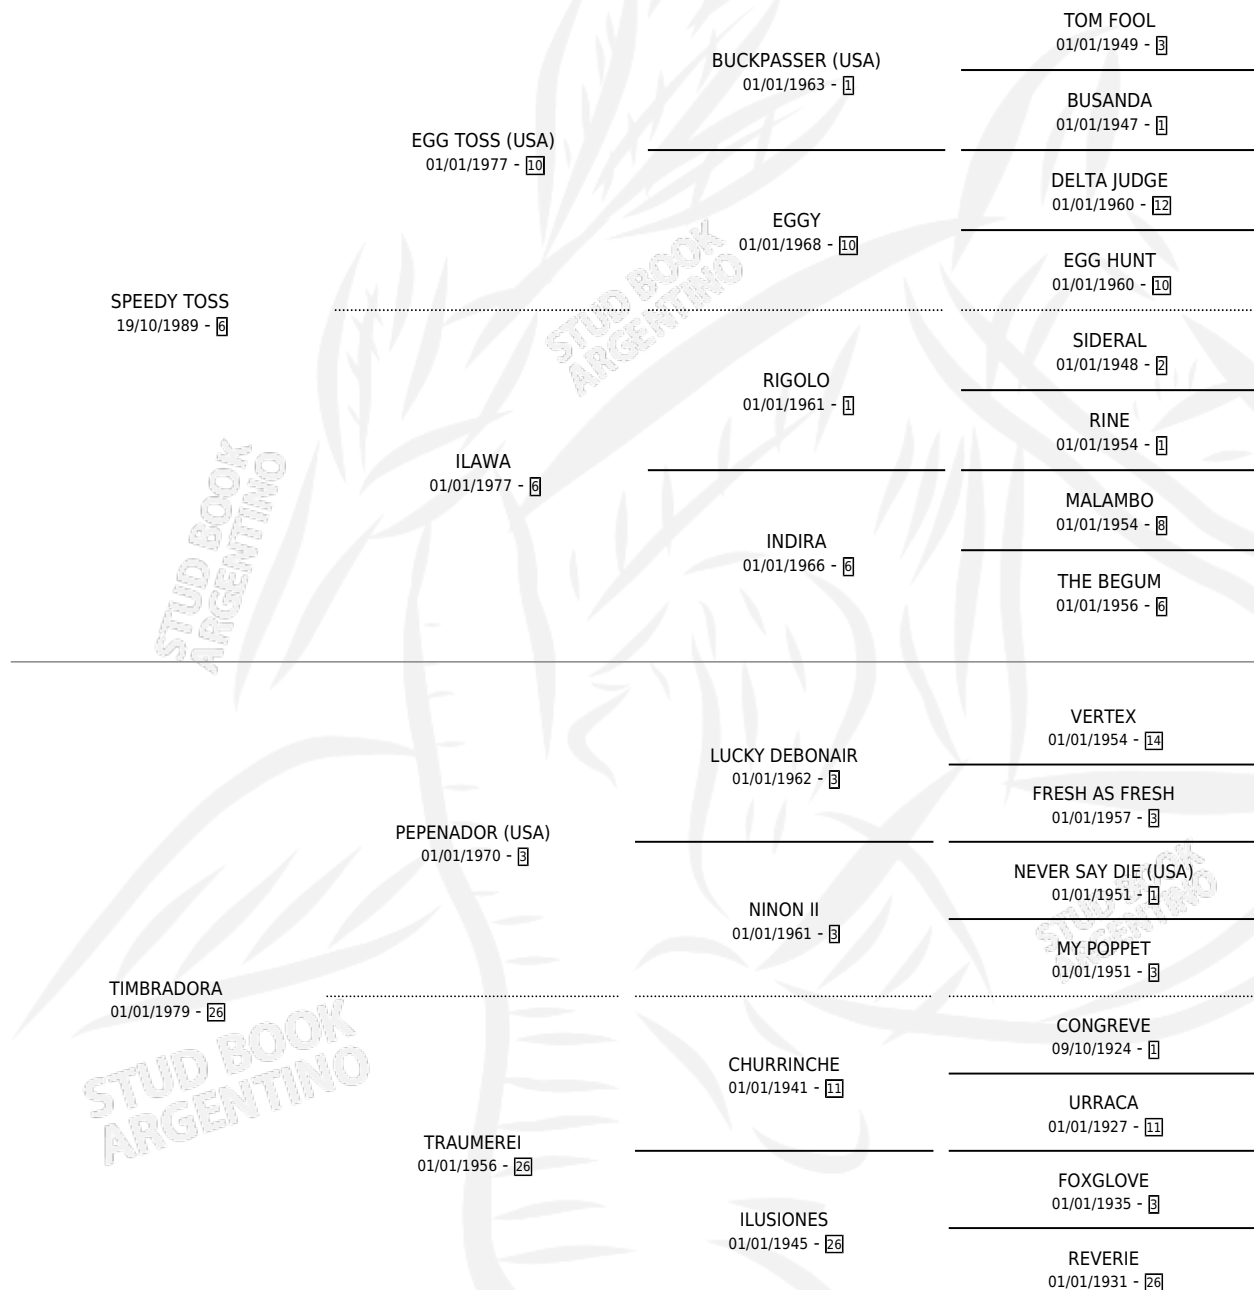 TOM FOOL
01/01/1949 - 3
BUCKPASSER (USA)
01/01/1963 - 1
BUSANDA
01/01/1947 - 1
EGG TOSS (USA)
01/01/1977 - 10
DELTA JUDGE
01/01/1960 - 12
EGGY
01/01/1968 - 10
EGG HUNT
01/01/1960 - 10
SPEEDY TOSS
19/10/1989 - 6
STUD BOOK
ARGENTINO
SIDERAL
01/01/1948 - 2
RIGOLO
01/01/1961 - 1
RINE
01/01/1954 - 1
ILAWA
01/01/1977 - 6
MALAMBO
01/01/1954 - 8
INDIRA
01/01/1966 - 6
THE BEGUM
01/01/1956 - 6
STUD BOOK
ARGENTINO
VERTEX
01/01/1954 - 14
LUCKY DEBONAIR
01/01/1962 - 3
FRESH AS FRESH
01/01/1957 - 3
PEPENADOR (USA)
01/01/1970 - 3
NEVER SAY DIE (USA)
01/01/1951 - 1
NINON II
01/01/1961 - 3
STUD BOOK
ARGENTINO
MY POPPET
01/01/1951 - 3
TIMBRADORA
01/01/1979 - 26
STUD BOOK
ARGENTINO
CONGREVE
09/10/1924 - 1
CHURRINCHE
01/01/1941 - 11
URRACA
01/01/1927 - 11
TRAUMEREI
01/01/1956 - 26
FOXGLOVE
01/01/1935 - 3
ILUSIONES
01/01/1945 - 26
REVERIE
01/01/1931 - 26